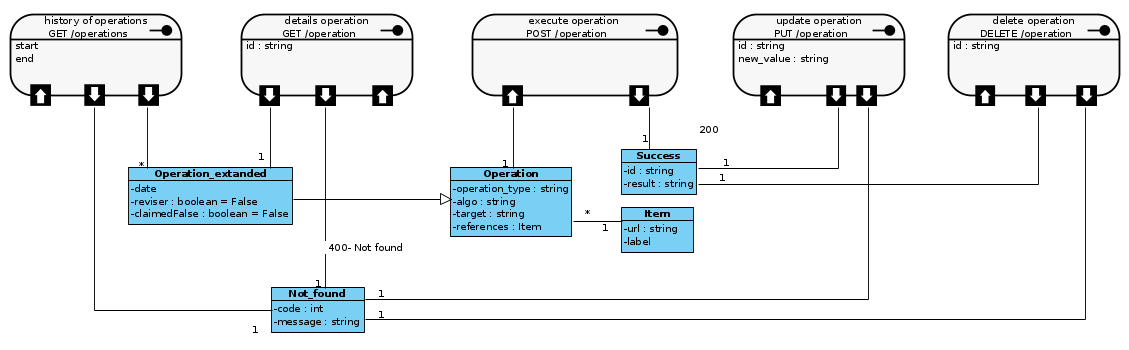 history of operations
GET /operations
start
end
details operation
GET /operation
id : string
execute operation
POST /operation
update operation
PUT /operation
id : string
new_value : string
delete operation
DELETE /operation
id : string
200
*
1
1
1
1
1
Operation_extanded
-date
-reviser : boolean = False
-claimedFalse : boolean = False
Operation
-operation_type : string
-algo : string
-target : string
-references : Item
Success
-id : string
-result : string
*
1
Item
-url : string
-label
400- Not found
1
1
1
1
Not_found
-code : int
-message : string